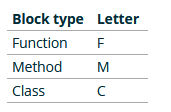 Block type Letter
Function F
Method M
Class C